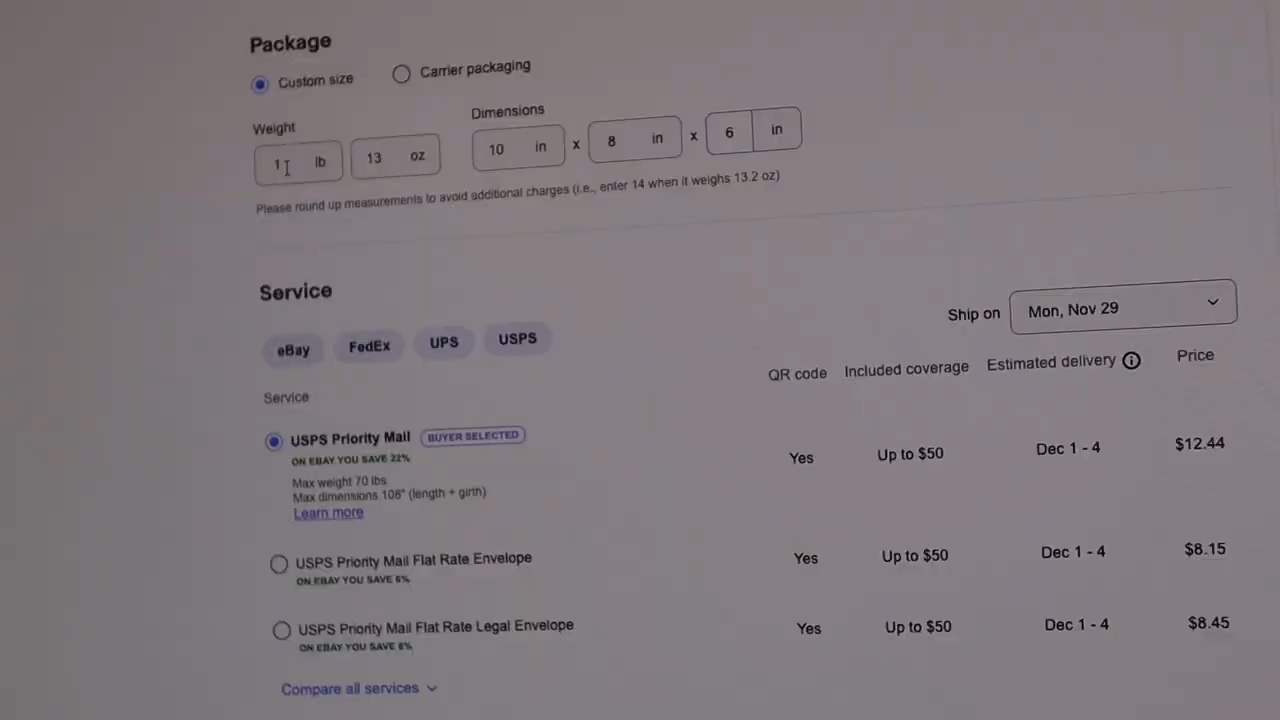 Package
Custom size
Carrier packaging
Weight
Dimensions
1 lb
13 oz
10 in x 8 in x 6 in
Please round up measurements to avoid additional charges (i.e., enter 14 when it weighs 13.2 oz)
Service
eBay
FedEx
UPS
USPS
Ship on
Mon, Nov 29
Service
QR code
Included coverage
Estimated delivery
Price
USPS Priority Mail
BUYER SELECTED
ON EBAY YOU SAVE 22%
Max weight 70 lbs
Max dimensions 108" (length + girth)
Learn more
Yes
Up to $50
Dec 1 - 4
$12.44
USPS Priority Mail Flat Rate Envelope
ON EBAY YOU SAVE 6%
Yes
Up to $50
Dec 1 - 4
$8.15
USPS Priority Mail Flat Rate Legal Envelope
ON EBAY YOU SAVE 6%
Yes
Up to $50
Dec 1 - 4
$8.45
Compare all services